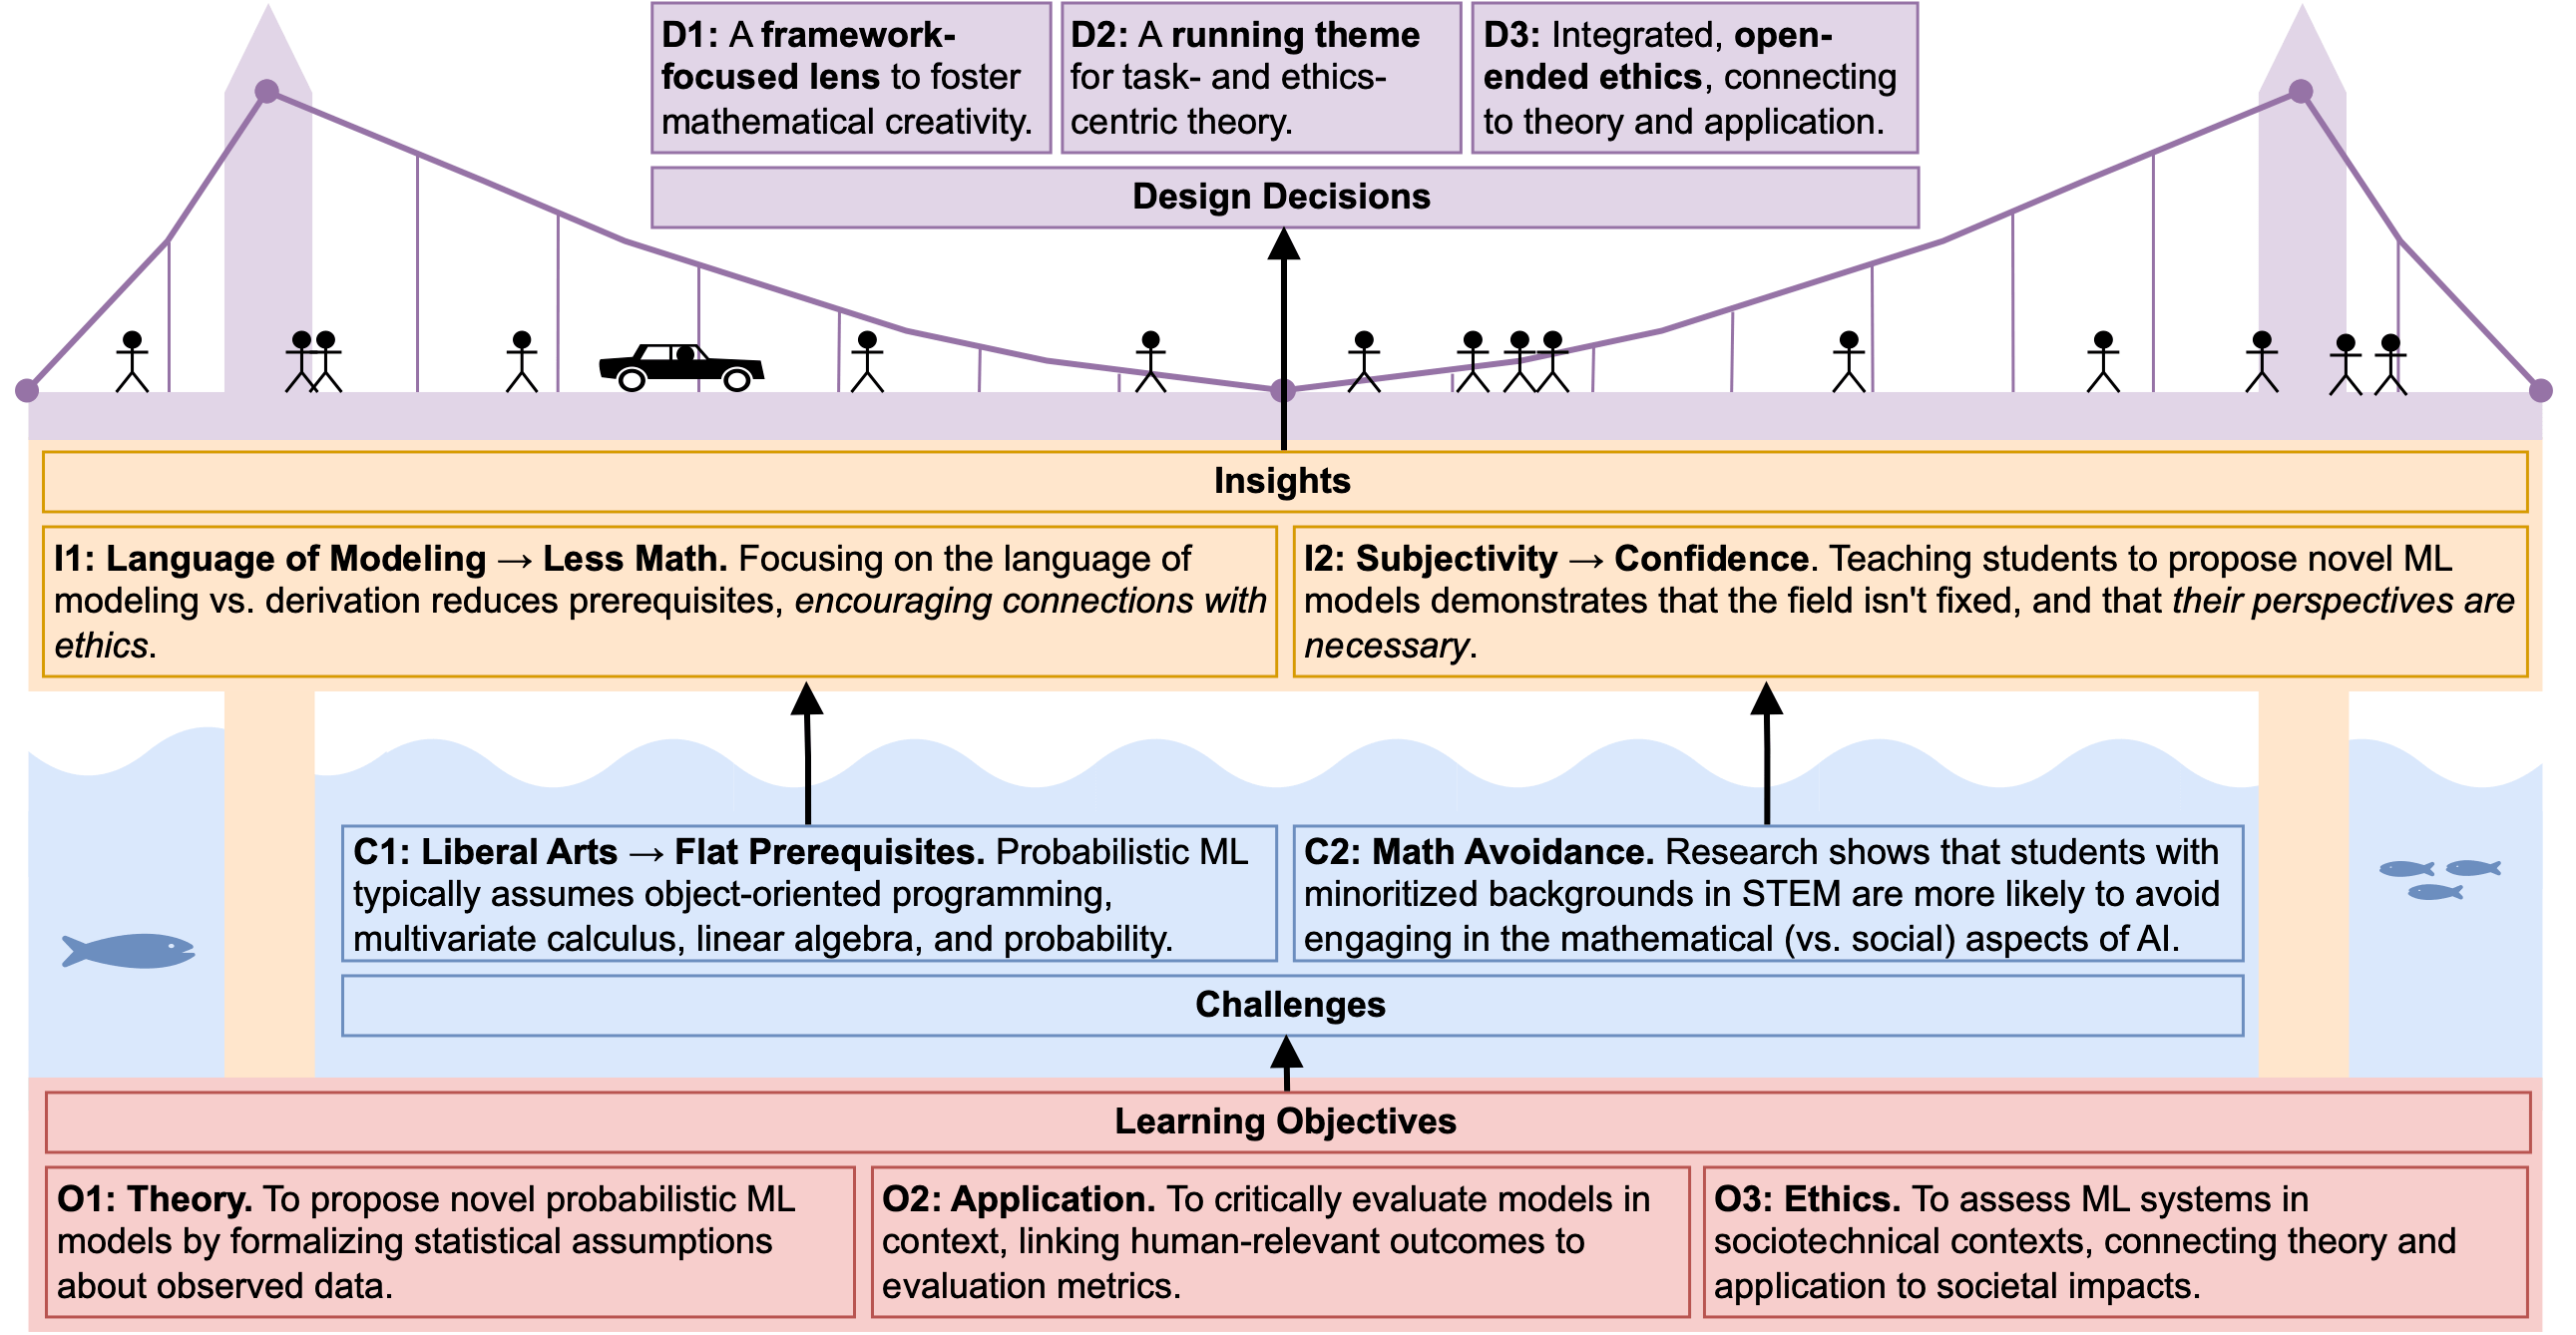 D1: A framework-
focused lens to foster
mathematical creativity.
D2: A running theme
for task- and ethics-
centric theory.
D3: Integrated, open-
ended ethics, connecting
to theory and application.
Design Decisions
Insights
I1: Language of Modeling → Less Math. Focusing on the language of
modeling vs. derivation reduces prerequisites, encouraging connections with
ethics.
I2: Subjectivity → Confidence. Teaching students to propose novel ML
models demonstrates that the field isn't fixed, and that their perspectives are
necessary.
C1: Liberal Arts → Flat Prerequisites. Probabilistic ML
typically assumes object-oriented programming,
multivariate calculus, linear algebra, and probability.
C2: Math Avoidance. Research shows that students with
minoritized backgrounds in STEM are more likely to avoid
engaging in the mathematical (vs. social) aspects of AI.
Challenges
Learning Objectives
O1: Theory. To propose novel probabilistic ML
models by formalizing statistical assumptions
about observed data.
O2: Application. To critically evaluate models in
context, linking human-relevant outcomes to
evaluation metrics.
O3: Ethics. To assess ML systems in
sociotechnical contexts, connecting theory and
application to societal impacts.